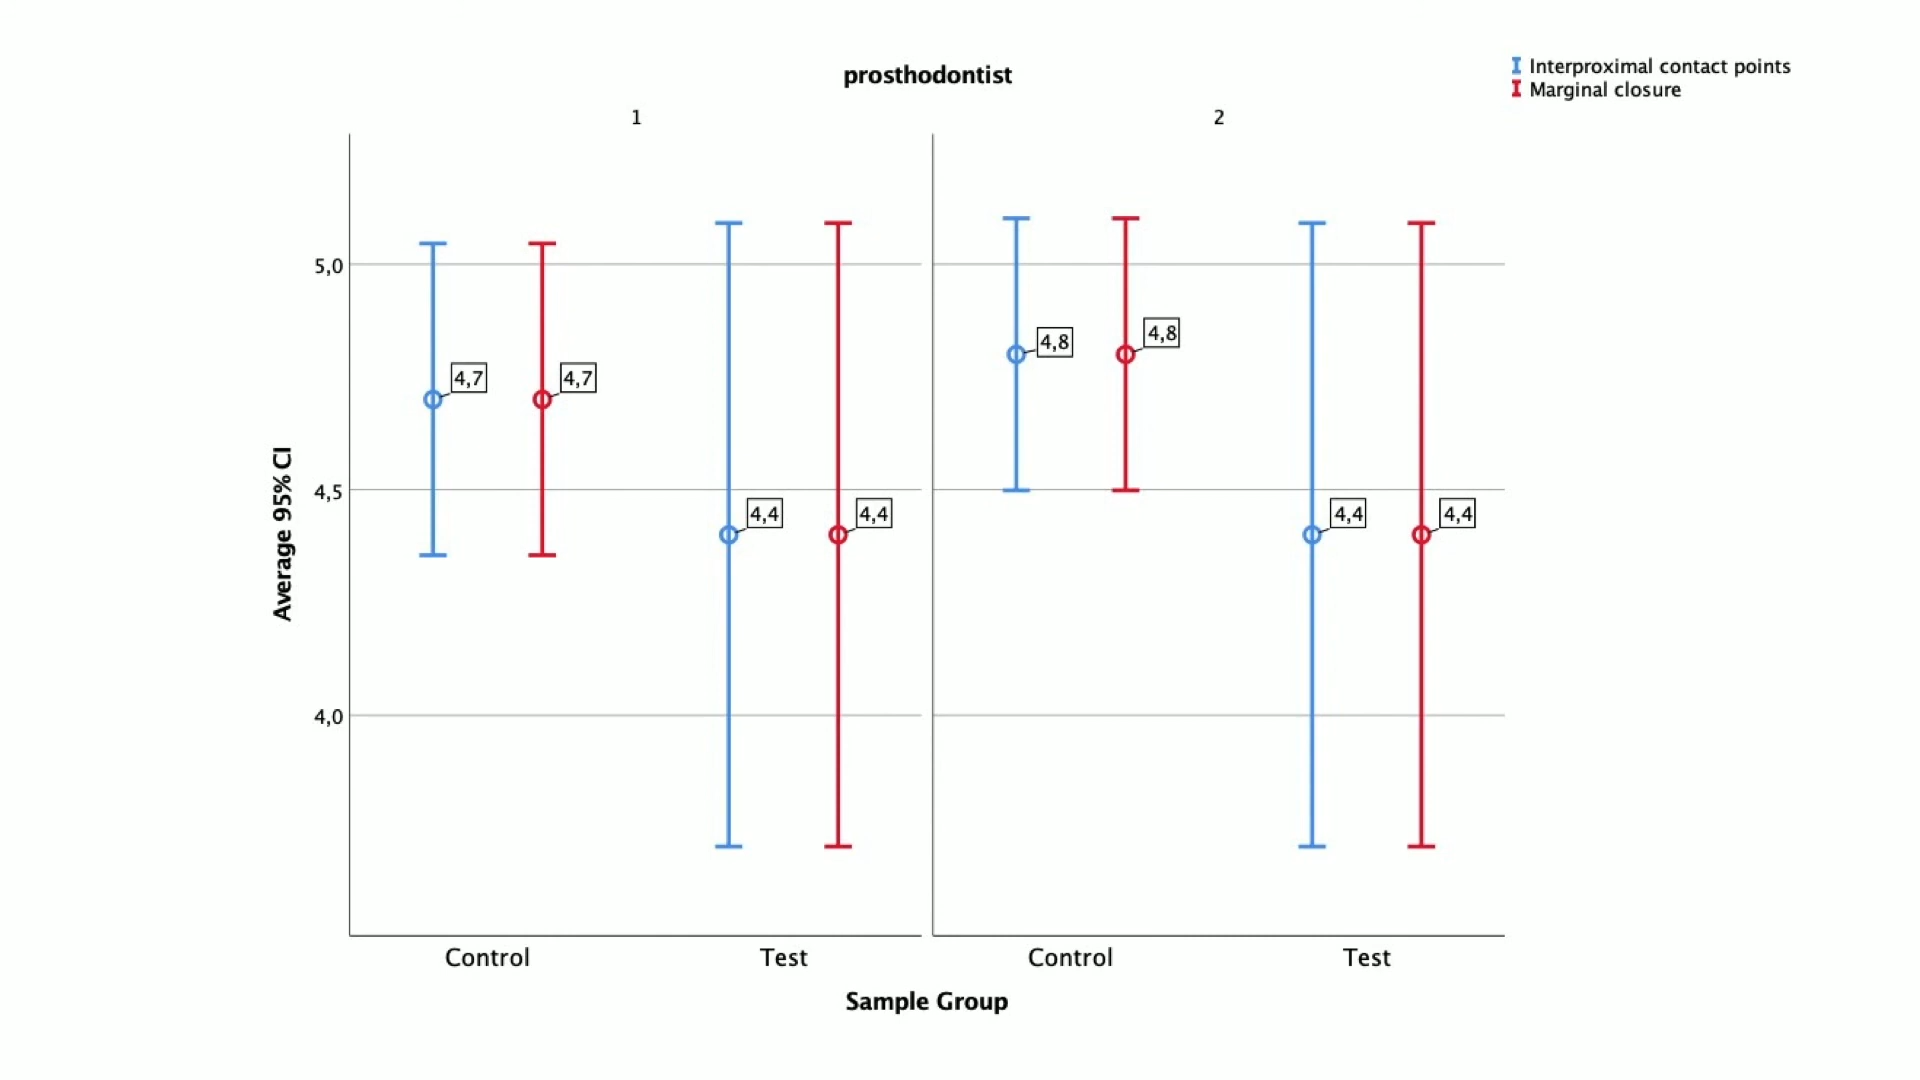 prosthodontist
Interproximal contact points
Marginal closure
1
2
5,0
4,5
4,0
Average 95% CI
4,7
4,7
4,4
4,4
4,8
4,8
4,4
4,4
Control
Test
Control
Test
Sample Group